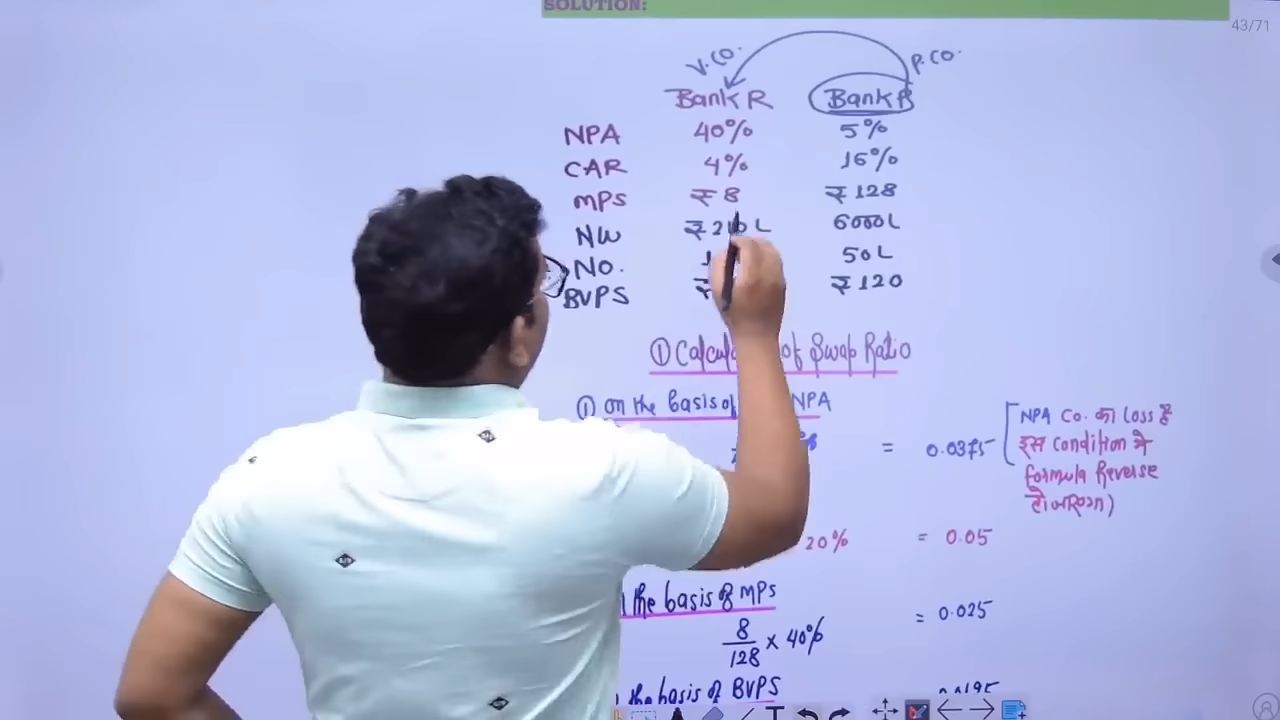 SOLUTION:
43/71
V.CO. P.CO.
Bank R Bank P
NPA 40% 5%
CAR 4% 16%
MPS ₹8 ₹128
NW ₹210 L 6000L
No. 50L
BVPS ₹ ₹120
① Calcul of Swap Ratio
① on the basis of NPA
= 0.0375
NPA Co. का Loss है
इस condition में
formula Reverse
20% = 0.05
the basis of MPS
8/128 × 40% = 0.025
the basis of BVPS